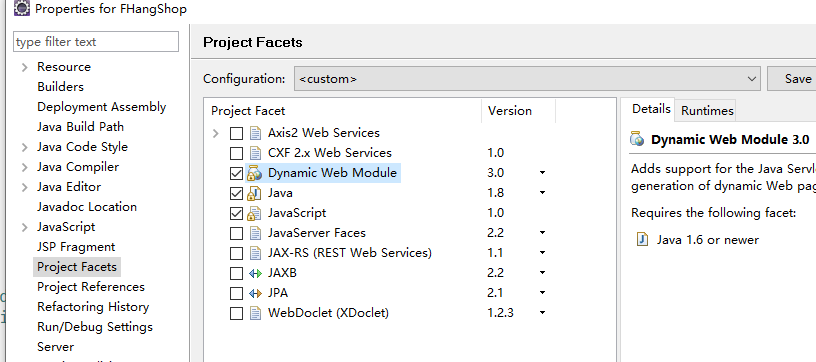 Properties for FHangShop
type filter text
Resource
Builders
Deployment Assembly
Java Build Path
Java Code Style
Java Compiler
Java Editor
Javadoc Location
JavaScript
JSP Fragment
Project Facets
Project References
Refactoring History
Run/Debug Settings
Server
Project Facets
Configuration: <custom> Save
Project Facet Version
Axis2 Web Services
CXF 2.x Web Services 1.0
Dynamic Web Module 3.0
Java 1.8
JavaScript 1.0
JavaServer Faces 2.2
JAX-RS (REST Web Services) 1.1
JAXB 2.2
JPA 2.1
WebDoclet (XDoclet) 1.2.3
Details Runtimes
Dynamic Web Module 3.0
Adds support for the Java Servle
generation of dynamic Web pag
Requires the following facet:
Java 1.6 or newer